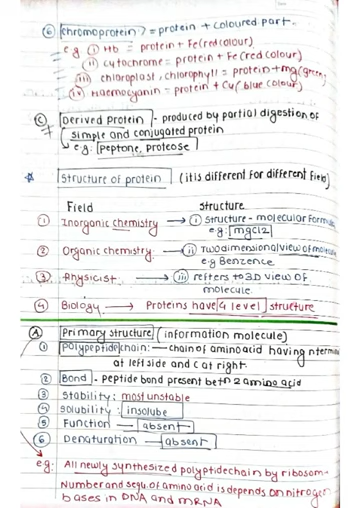 ⑥ chromoprotein) = protein + coloured part.
→ e.g ⓘ Hb = protein + Fe (red colour)
ⅱ cytochrome = protein + Fe (red colour)
ⅲ chloroplast, chlorophyll = protein + mg (green
ⅳ Haemocyanin = protein + Cu (blue colour)
Ⓒ Derived protein - produced by partial digestion of
simple and conjugated protein
↳ e.g: [Peptone, proteose]
☆ Structure of protein (it is different for different field)
Field structure
① Inorganic chemistry → ⓘ structure - molecular formula
e.g: mgcl2
② Organic chemistry → ⅱ Two dimensional view of molecule
e.g Benzence
③ Physicist → ⅲ refers to 3D view of
molecule
④ Biology → Proteins have 4 level structure
Ⓐ Primary structure (information molecule)
① Polypeptide chain: → chain of amino acid having n termin
at left side and c at right.
② Bond - Peptide bond present betn 2 amino acid
③ Stability: most unstable
④ solubility: insoluble
⑤ Function → absent
⑥ Denaturation → absent
eg: All newly synthesized polyptide chain by ribosom-
Number and sequ. of amino acid is depends on nitrogen
bases in DNA and mRNA